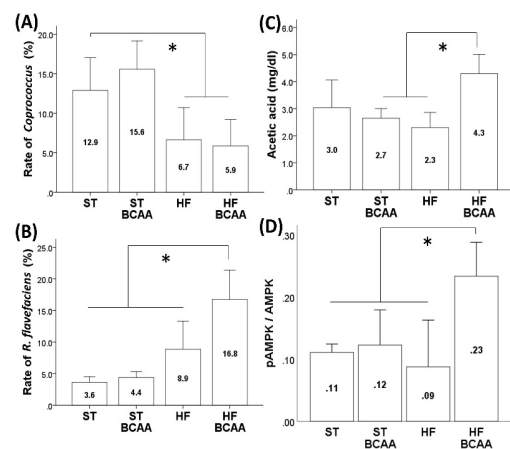 (A)
Rate of Coprococcus (%)
20.0
15.0
10.0
5.0
.0
*
12.9
15.6
6.7
5.9
ST
ST
BCAA
HF
HF
BCAA
(C)
Acetic acid (mg/dl)
6.0
5.0
4.0
3.0
2.0
1.0
.0
*
3.0
2.7
2.3
4.3
ST
ST
BCAA
HF
HF
BCAA
(B)
Rate of R. flavefaciens (%)
25.0
20.0
15.0
10.0
5.0
.0
*
3.6
4.4
8.9
16.8
ST
ST
BCAA
HF
HF
BCAA
(D)
pAMPK / AMPK
.30
.20
.10
.00
*
.11
.12
.09
.23
ST
ST
BCAA
HF
HF
BCAA